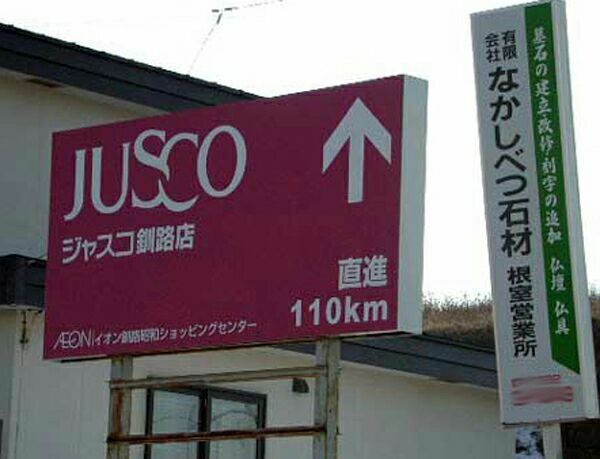 JUSCO
ジャスコ釧路店
直進
110km
ÆON イオン釧路昭和ショッピングセンター
有限会社 なかしべつ石材 根室営業所
墓石の建立・改修・刻字の追加 仏壇 仏具